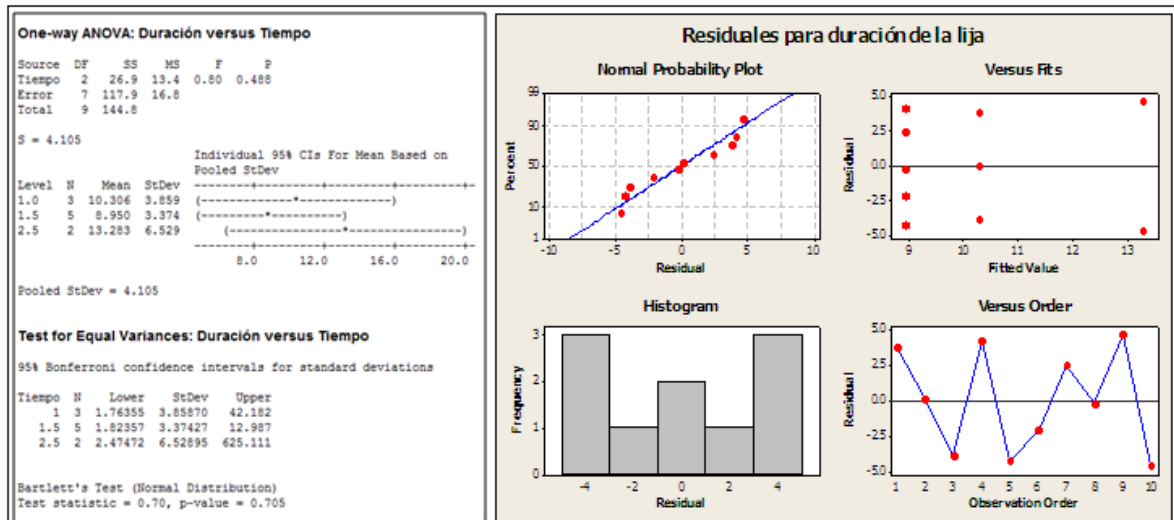 One-way ANOVA: Duración versus Tiempo
Source DF SS MS F P
Tiempo 2 26.9 13.4 0.80 0.488
Error 7 117.9 16.8
Total 9 144.8
S = 4.105
Individual 95% CIs For Mean Based on
Pooled StDev
Level N Mean StDev -------+---------+---------+---------+-
1.0 3 10.306 3.859 (-------------*-------------)
1.5 5 8.950 3.374 (---------*----------)
2.5 2 13.283 6.529 (----------------*----------------)
-------+---------+---------+---------+-
8.0 12.0 16.0 20.0
Pooled StDev = 4.105
Test for Equal Variances: Duración versus Tiempo
95% Bonferroni confidence intervals for standard deviations
Tiempo N Lower StDev Upper
1 3 1.76355 3.85870 42.182
1.5 5 1.82357 3.37427 12.987
2.5 2 2.47472 6.52895 625.111
Bartlett's Test (Normal Distribution)
Test statistic = 0.70, p-value = 0.705
Residuales para duración de la lija
Normal Probability Plot
99
90
50
10
1
Percent
-10 -5 0 5 10
Residual
Versus Fits
5.0
2.5
0.0
-2.5
-5.0
Residual
9 10 11 12 13
Fitted Value
Histogram
3
2
1
0
Frequency
-4 -2 0 2 4
Residual
Versus Order
5.0
2.5
0.0
-2.5
-5.0
Residual
1 2 3 4 5 6 7 8 9 10
Observation Order